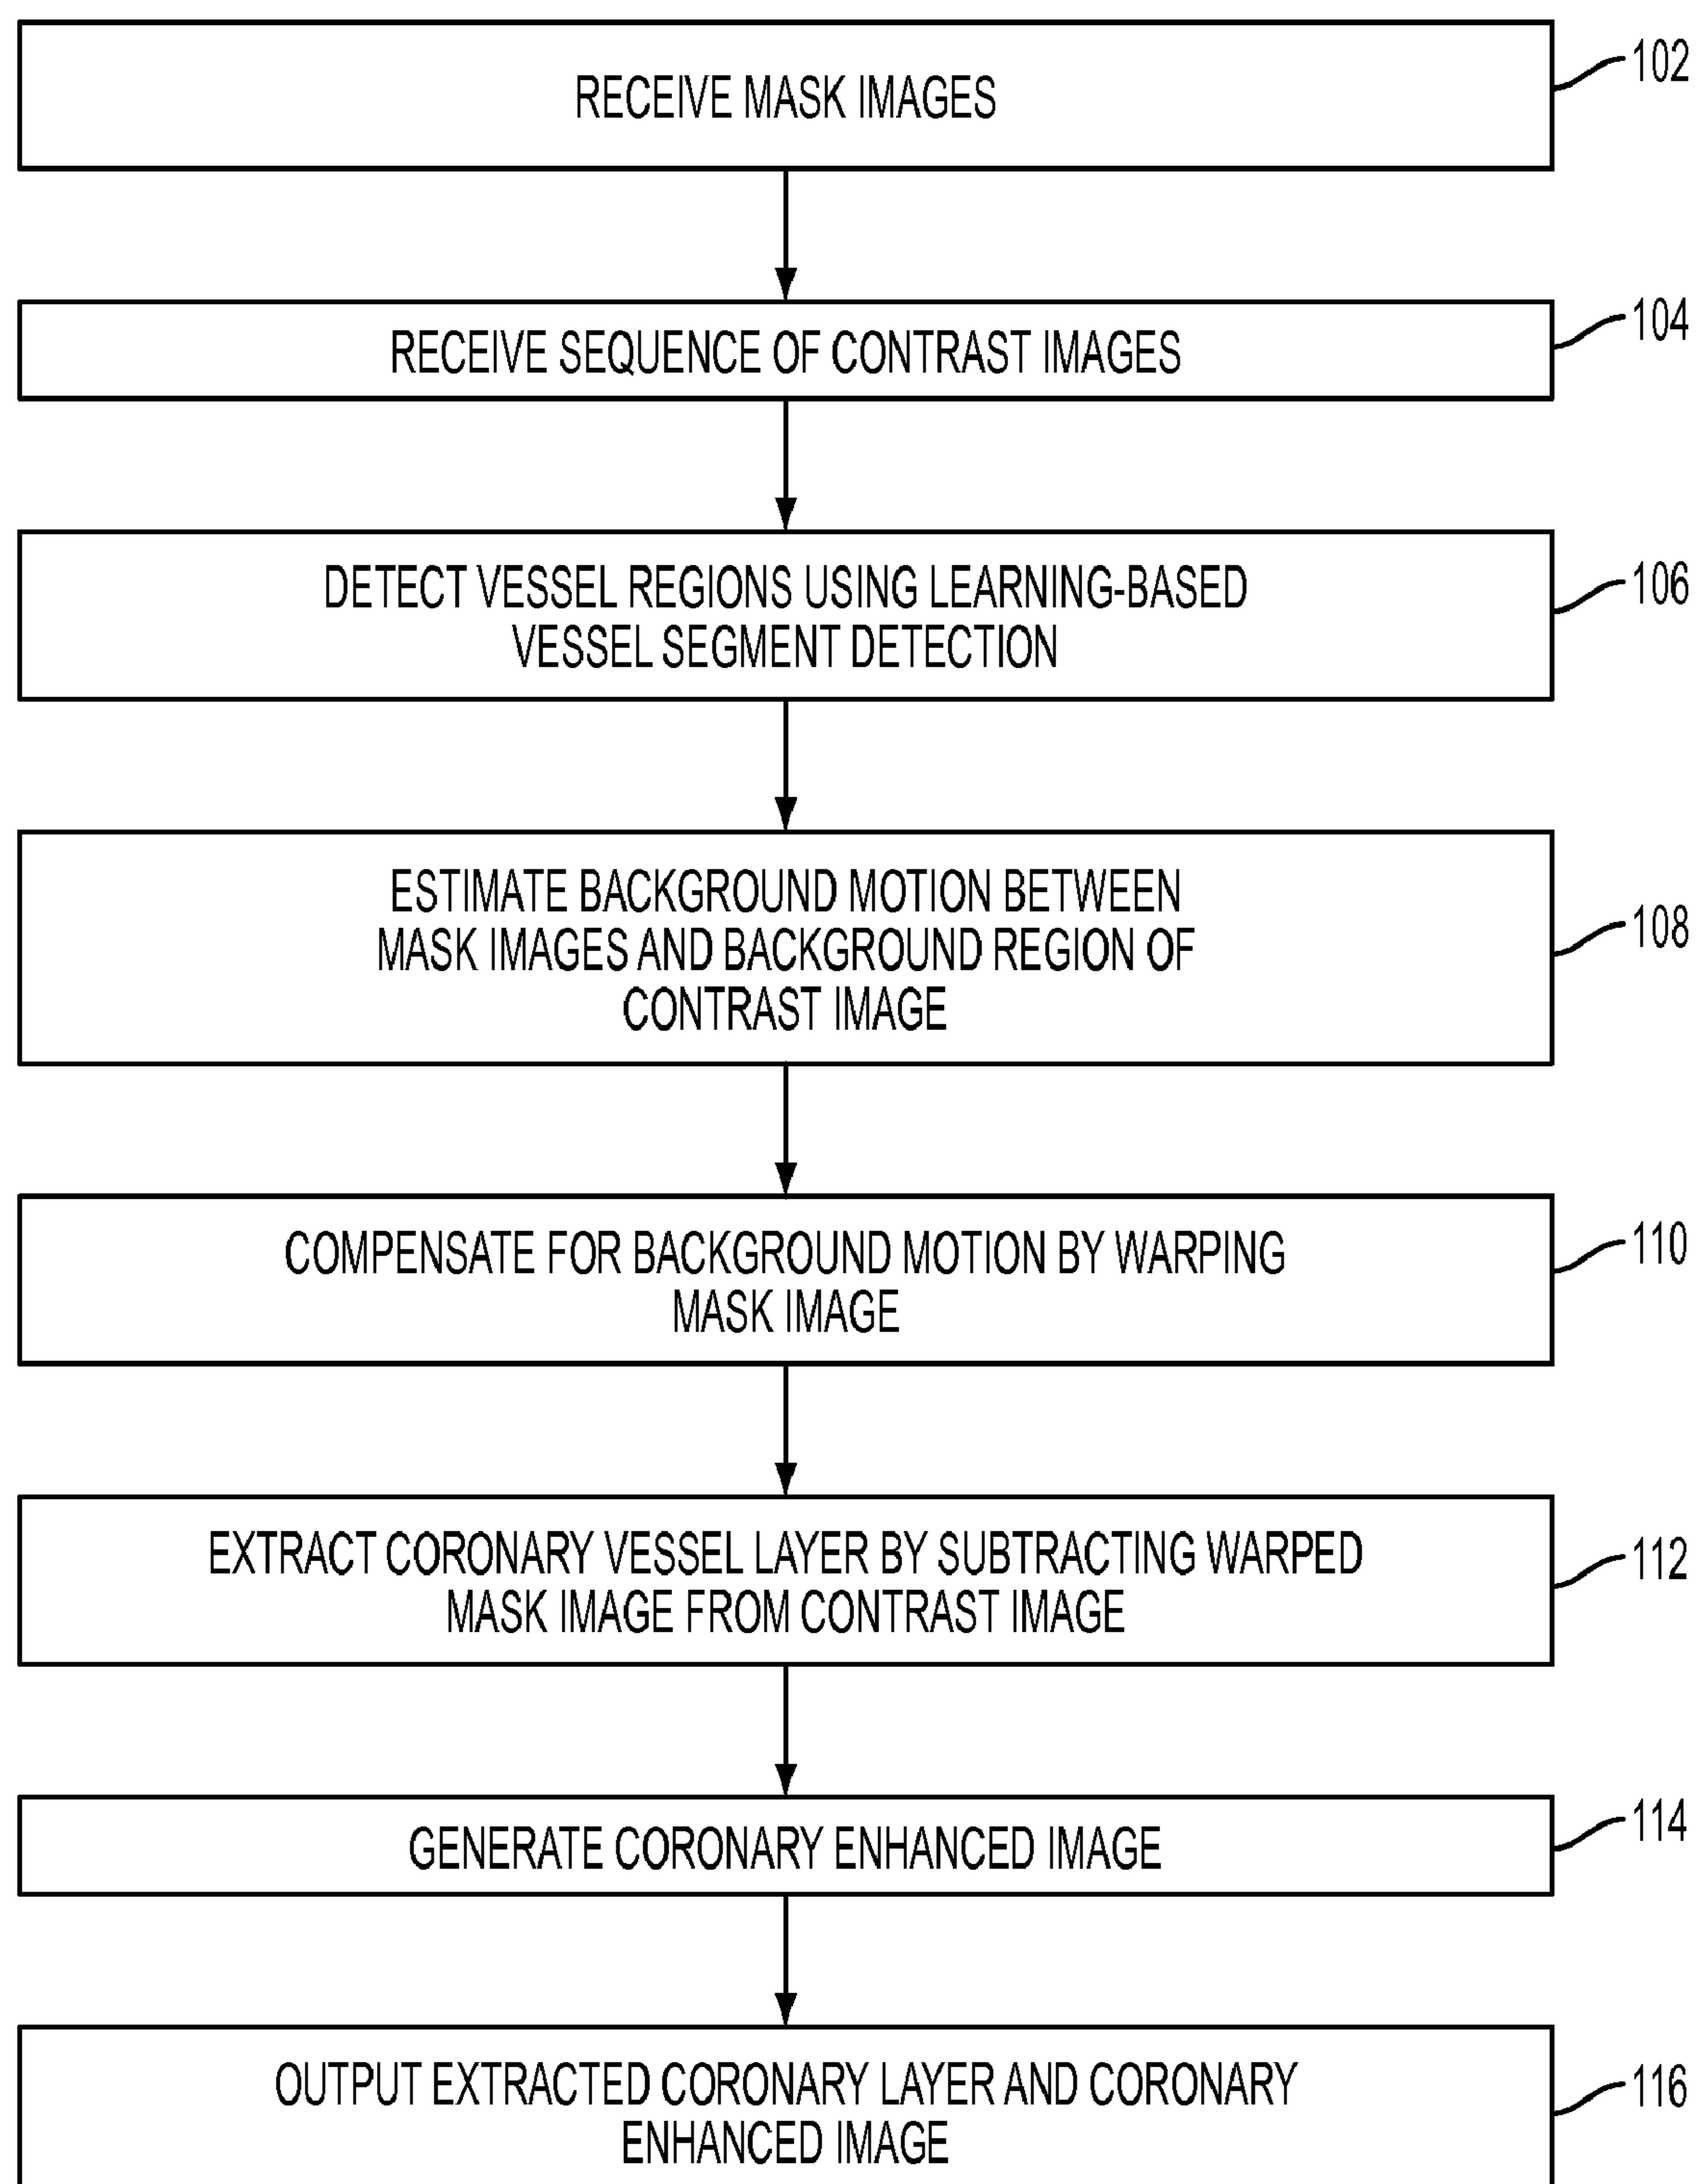 RECEIVE MASK IMAGES
102
RECEIVE SEQUENCE OF CONTRAST IMAGES
104
DETECT VESSEL REGIONS USING LEARNING-BASED
VESSEL SEGMENT DETECTION
106
ESTIMATE BACKGROUND MOTION BETWEEN
MASK IMAGES AND BACKGROUND REGION OF
CONTRAST IMAGE
108
COMPENSATE FOR BACKGROUND MOTION BY WARPING
MASK IMAGE
110
EXTRACT CORONARY VESSEL LAYER BY SUBTRACTING WARPED
MASK IMAGE FROM CONTRAST IMAGE
112
GENERATE CORONARY ENHANCED IMAGE
114
OUTPUT EXTRACTED CORONARY LAYER AND CORONARY
ENHANCED IMAGE
116